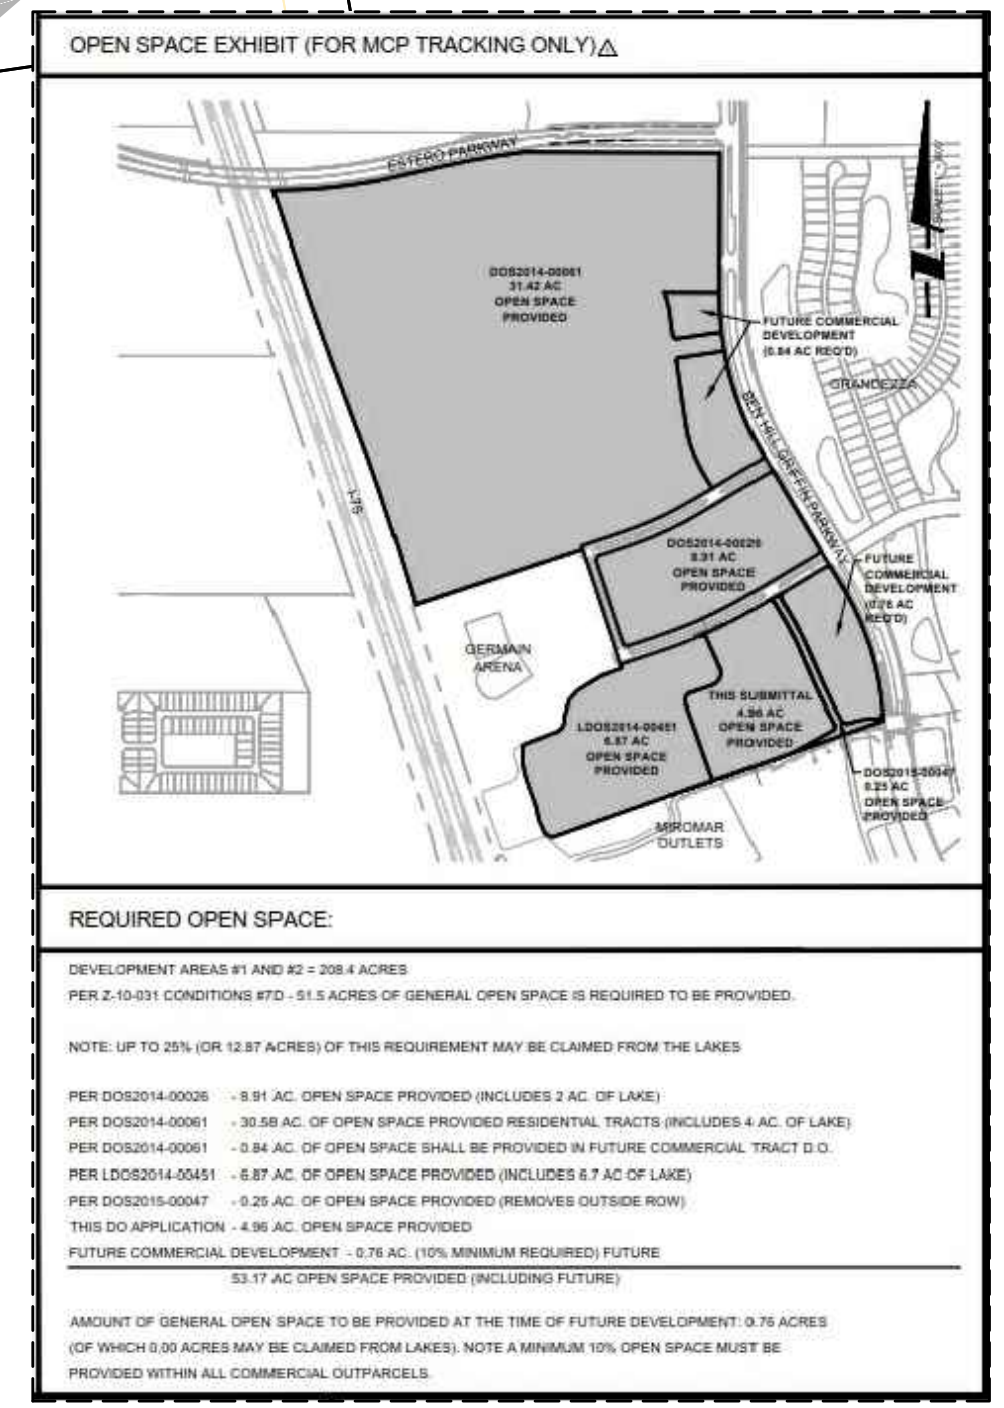 OPEN SPACE EXHIBIT (FOR MCP TRACKING ONLY)
ESTERO PARKWAY
DOS2014-00061
31.42 AC
OPEN SPACE
PROVIDED
FUTURE COMMERCIAL
DEVELOPMENT
(0.84 AC REQ'D)
GRANDEZZA
BEN HILL GRIFFIN PARKWAY
I-75
DOS2014-00026
8.91 AC
OPEN SPACE
PROVIDED
FUTURE
COMMERCIAL
DEVELOPMENT
(0.76 AC
REQ'D)
GERMAIN
ARENA
THIS SUBMITTAL
4.96 AC
OPEN SPACE
PROVIDED
LDOS2014-00451
6.87 AC
OPEN SPACE
PROVIDED
DOS2015-00047
0.25 AC
OPEN SPACE
PROVIDED
MIROMAR
OUTLETS
REQUIRED OPEN SPACE:
DEVELOPMENT AREAS #1 AND #2 = 208.4 ACRES
PER Z-10-031 CONDITIONS #7D - 51.5 ACRES OF GENERAL OPEN SPACE IS REQUIRED TO BE PROVIDED.
NOTE: UP TO 25% (OR 12.87 ACRES) OF THIS REQUIREMENT MAY BE CLAIMED FROM THE LAKES
PER DOS2014-00026 - 8.91 AC. OPEN SPACE PROVIDED (INCLUDES 2 AC. OF LAKE)
PER DOS2014-00061 - 30.58 AC. OF OPEN SPACE PROVIDED RESIDENTIAL TRACTS (INCLUDES 4 AC. OF LAKE)
PER DOS2014-00061 - 0.84 AC. OF OPEN SPACE SHALL BE PROVIDED IN FUTURE COMMERCIAL TRACT D.O.
PER LDOS2014-00451 - 6.87 AC. OF OPEN SPACE PROVIDED (INCLUDES 6.7 AC OF LAKE)
PER DOS2015-00047 - 0.25 AC. OF OPEN SPACE PROVIDED (REMOVES OUTSIDE ROW)
THIS DO APPLICATION - 4.96 AC. OPEN SPACE PROVIDED
FUTURE COMMERCIAL DEVELOPMENT - 0.76 AC. (10% MINIMUM REQUIRED) FUTURE
53.17 AC OPEN SPACE PROVIDED (INCLUDING FUTURE)
AMOUNT OF GENERAL OPEN SPACE TO BE PROVIDED AT THE TIME OF FUTURE DEVELOPMENT: 0.76 ACRES
(OF WHICH 0.00 ACRES MAY BE CLAIMED FROM LAKES). NOTE A MINIMUM 10% OPEN SPACE MUST BE
PROVIDED WITHIN ALL COMMERCIAL OUTPARCELS.